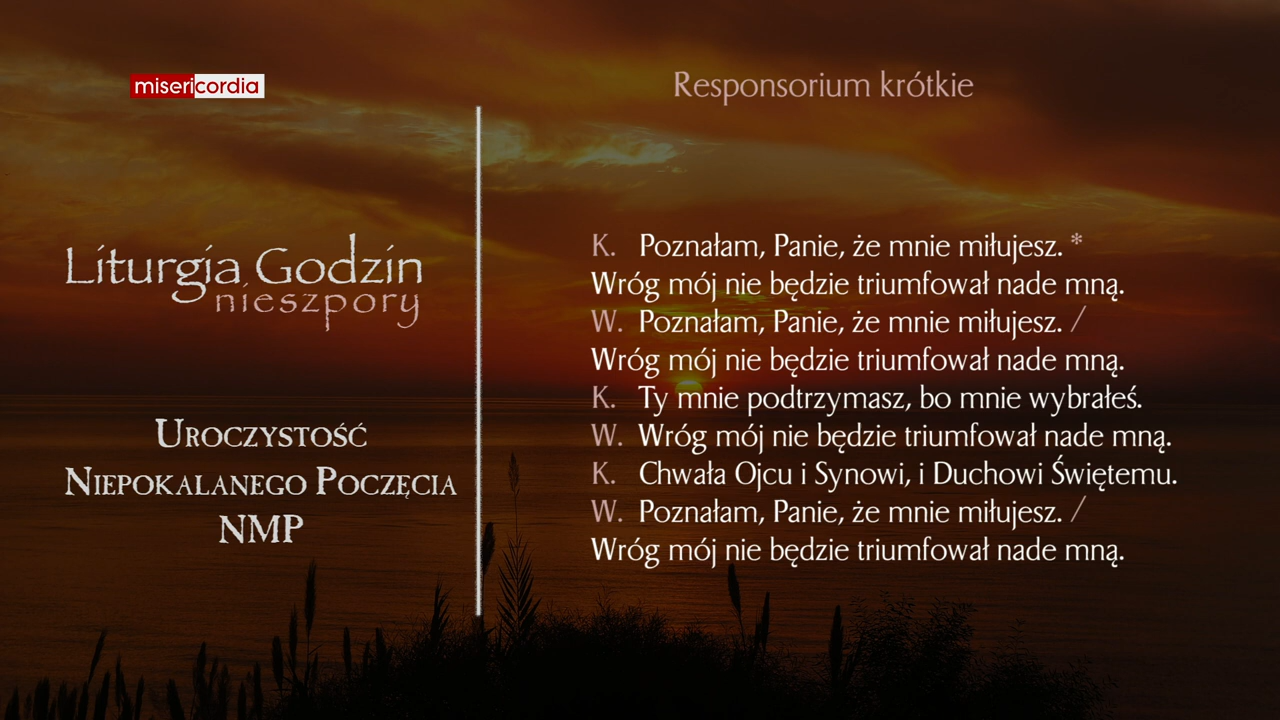 misericordia
Liturgia Godzin
nieszpory
Uroczystość
Niepokalanego Poczęcia
NMP
Responsorium krótkie
K. Poznałam, Panie, że mnie miłujesz. *
Wróg mój nie będzie triumfował nade mną.
W. Poznałam, Panie, że mnie miłujesz. /
Wróg mój nie będzie triumfował nade mną.
K. Ty mnie podtrzymasz, bo mnie wybrałeś.
W. Wróg mój nie będzie triumfował nade mną.
K. Chwała Ojcu i Synowi, i Duchowi Świętemu.
W. Poznałam, Panie, że mnie miłujesz. /
Wróg mój nie będzie triumfował nade mną.